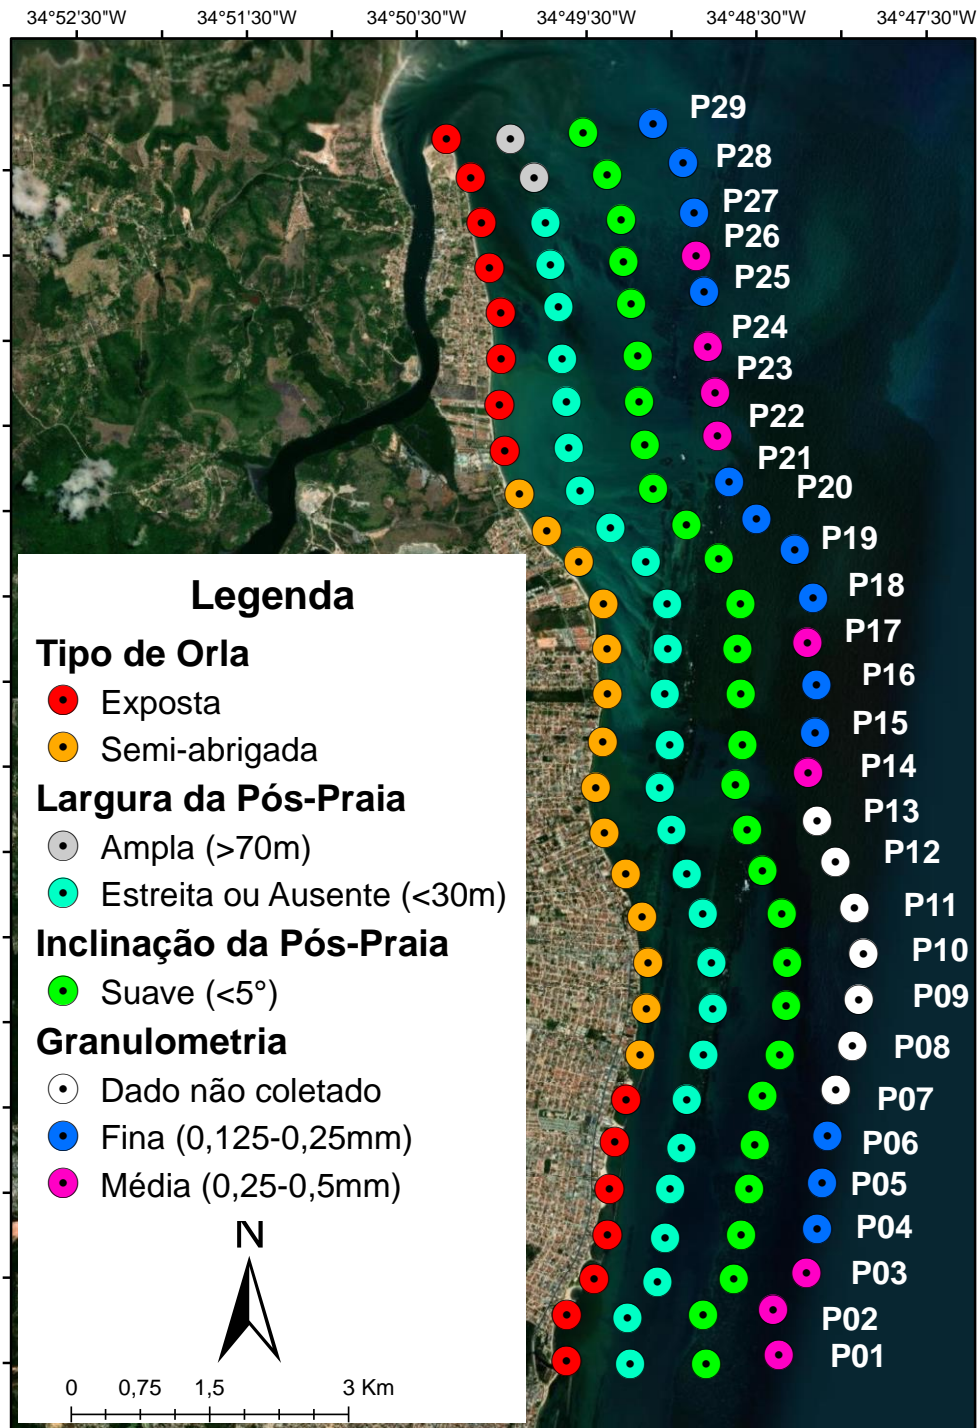 34°52'30"W 34°51'30"W 34°50'30"W 34°49'30"W 34°48'30"W 34°47'30"W
P29
P28
P27
P26
P25
P24
P23
P22
P21
P20
P19
P18
P17
P16
P15
P14
P13
P12
P11
P10
P09
P08
P07
P06
P05
P04
P03
P02
P01
Legenda
Tipo de Orla
Exposta
Semi-abrigada
Largura da Pós-Praia
Ampla (>70m)
Estreita ou Ausente (<30m)
Inclinação da Pós-Praia
Suave (<5°)
Granulometria
Dado não coletado
Fina (0,125-0,25mm)
Média (0,25-0,5mm)
N
0 0,75 1,5 3 Km